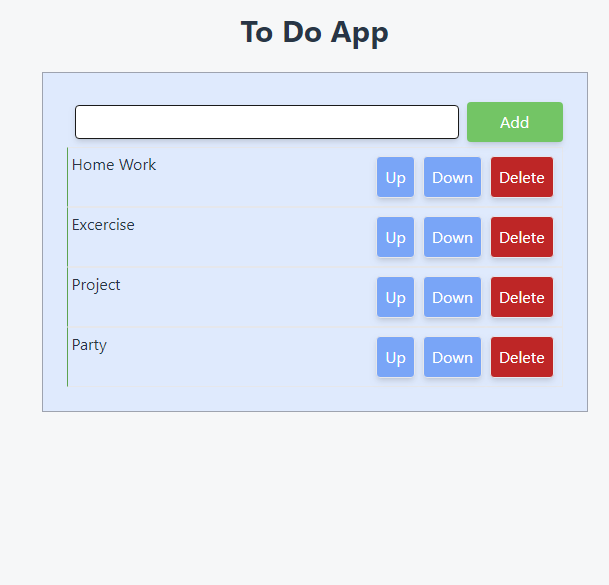 To Do App
Add
Home Work Up Down Delete
Excercise Up Down Delete
Project Up Down Delete
Party Up Down Delete